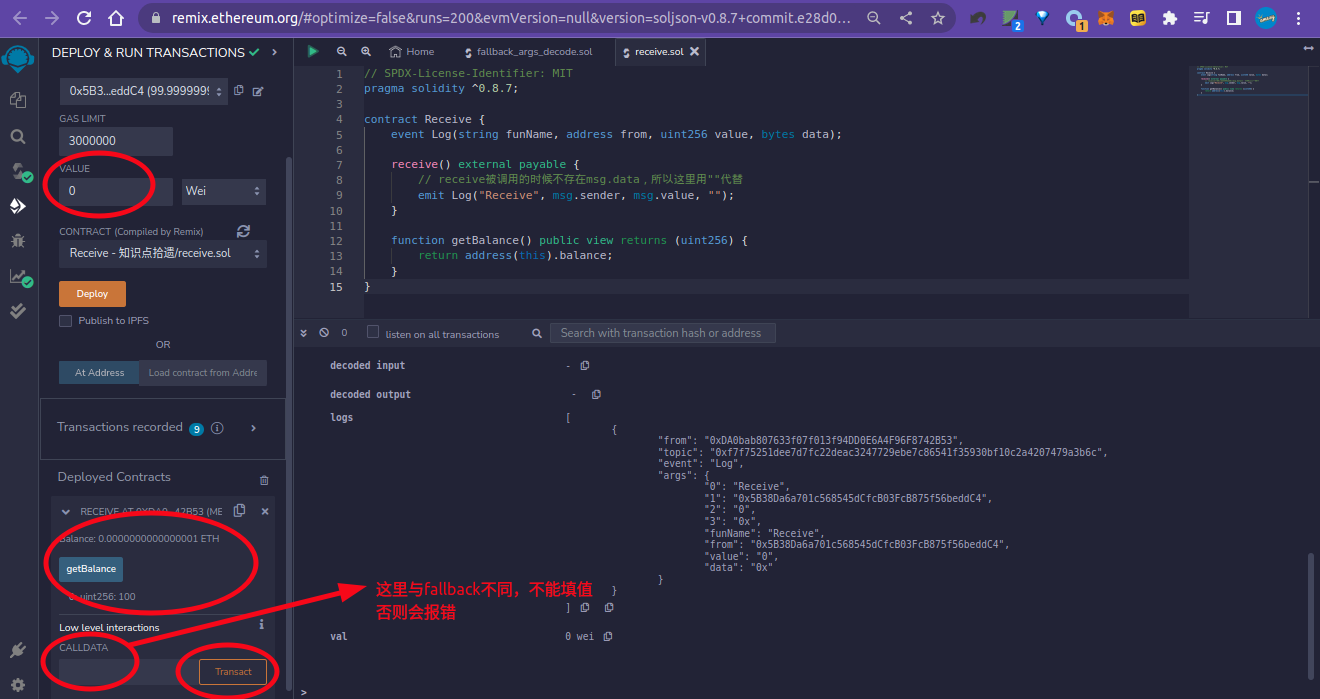 remix.ethereum.org/#optimize=false&runs=200&evmVersion=null&version=soljson-v0.8.7+commit.e28d0...
2
1
DEPLOY & RUN TRANSACTIONS
0x5B3...eddC4 (99.9999999
GAS LIMIT
3000000
VALUE
0
Wei
CONTRACT (Compiled by Remix)
Receive - 知识点拾遗/receive.sol
Deploy
Publish to IPFS
OR
At Address
Load contract from Addre
Transactions recorded 9 i
Deployed Contracts
RECEIVE AT 0XDA0...42B53 (ME
Balance: 0.0000000000000001 ETH
getBalance
0: uint256: 100
Low level interactions
CALLDATA
Transact
Home
fallback_args_decode.sol
receive.sol
1 // SPDX-License-Identifier: MIT
2 pragma solidity ^0.8.7;
3
4 contract Receive {
5 event Log(string funName, address from, uint256 value, bytes data);
6
7 receive() external payable {
8 // receive被调用的时候不存在msg.data，所以这里用""代替
9 emit Log("Receive", msg.sender, msg.value, "");
10 }
11
12 function getBalance() public view returns (uint256) {
13 return address(this).balance;
14 }
15 }
0
listen on all transactions
Search with transaction hash or address
decoded input -
decoded output -
logs [
{
"from": "0xDA0bab807633f07f013f94DD0E6A4F96F8742B53",
"topic": "0xf7f75251dee7d7fc22deac3247729ebe7c86541f35930bf10c2a4207479a3b6c",
"event": "Log",
"args": {
"0": "Receive",
"1": "0x5B38Da6a701c568545dCfcB03FcB875f56beddC4",
"2": "0",
"3": "0x",
"funName": "Receive",
"from": "0x5B38Da6a701c568545dCfcB03FcB875f56beddC4",
"value": "0",
"data": "0x"
}
}
]
val 0 wei
>
这里与fallback不同，不能填值
否则会报错